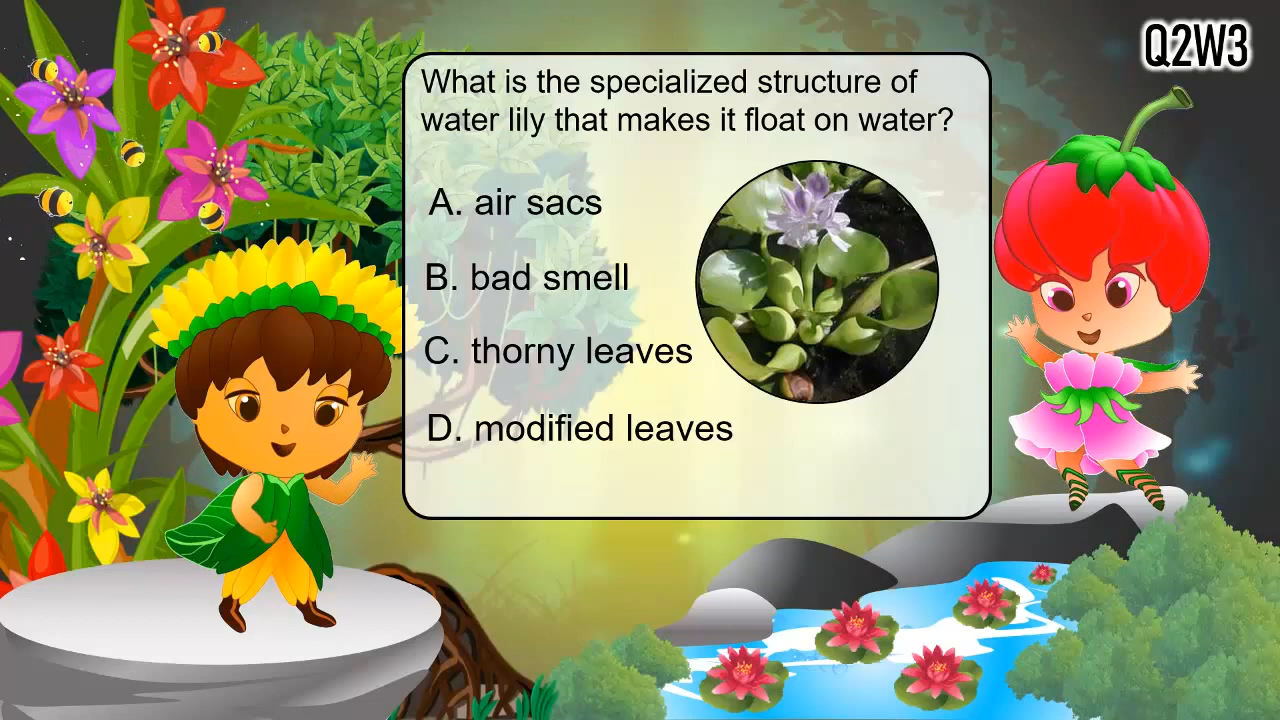 Q2W3
What is the specialized structure of
water lily that makes it float on water?
A. air sacs
B. bad smell
C. thorny leaves
D. modified leaves